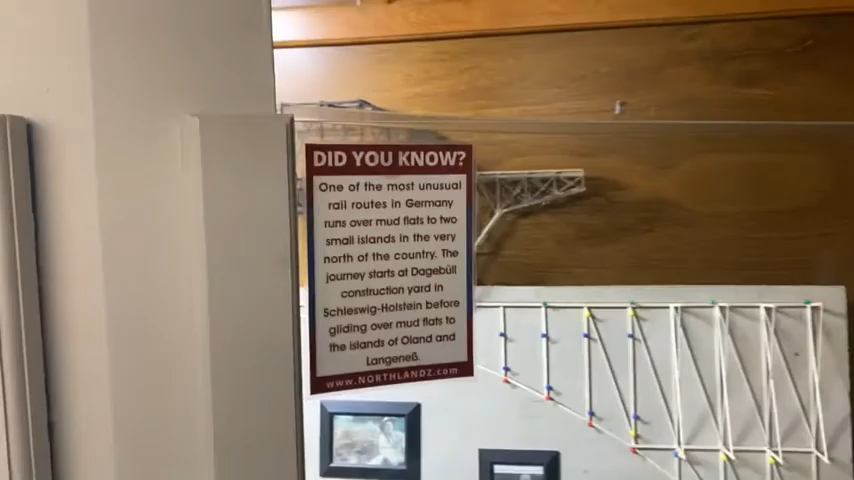 DID YOU KNOW?
One of the most unusual
rail routes in Germany
runs over mud flats to two
small islands in the very
north of the country. The
journey starts at Dagebüll
construction yard in
Schleswig-Holstein before
gliding over mud flats to
the islands of Oland and
Langeneß.
www.NORTHLANDZ.com